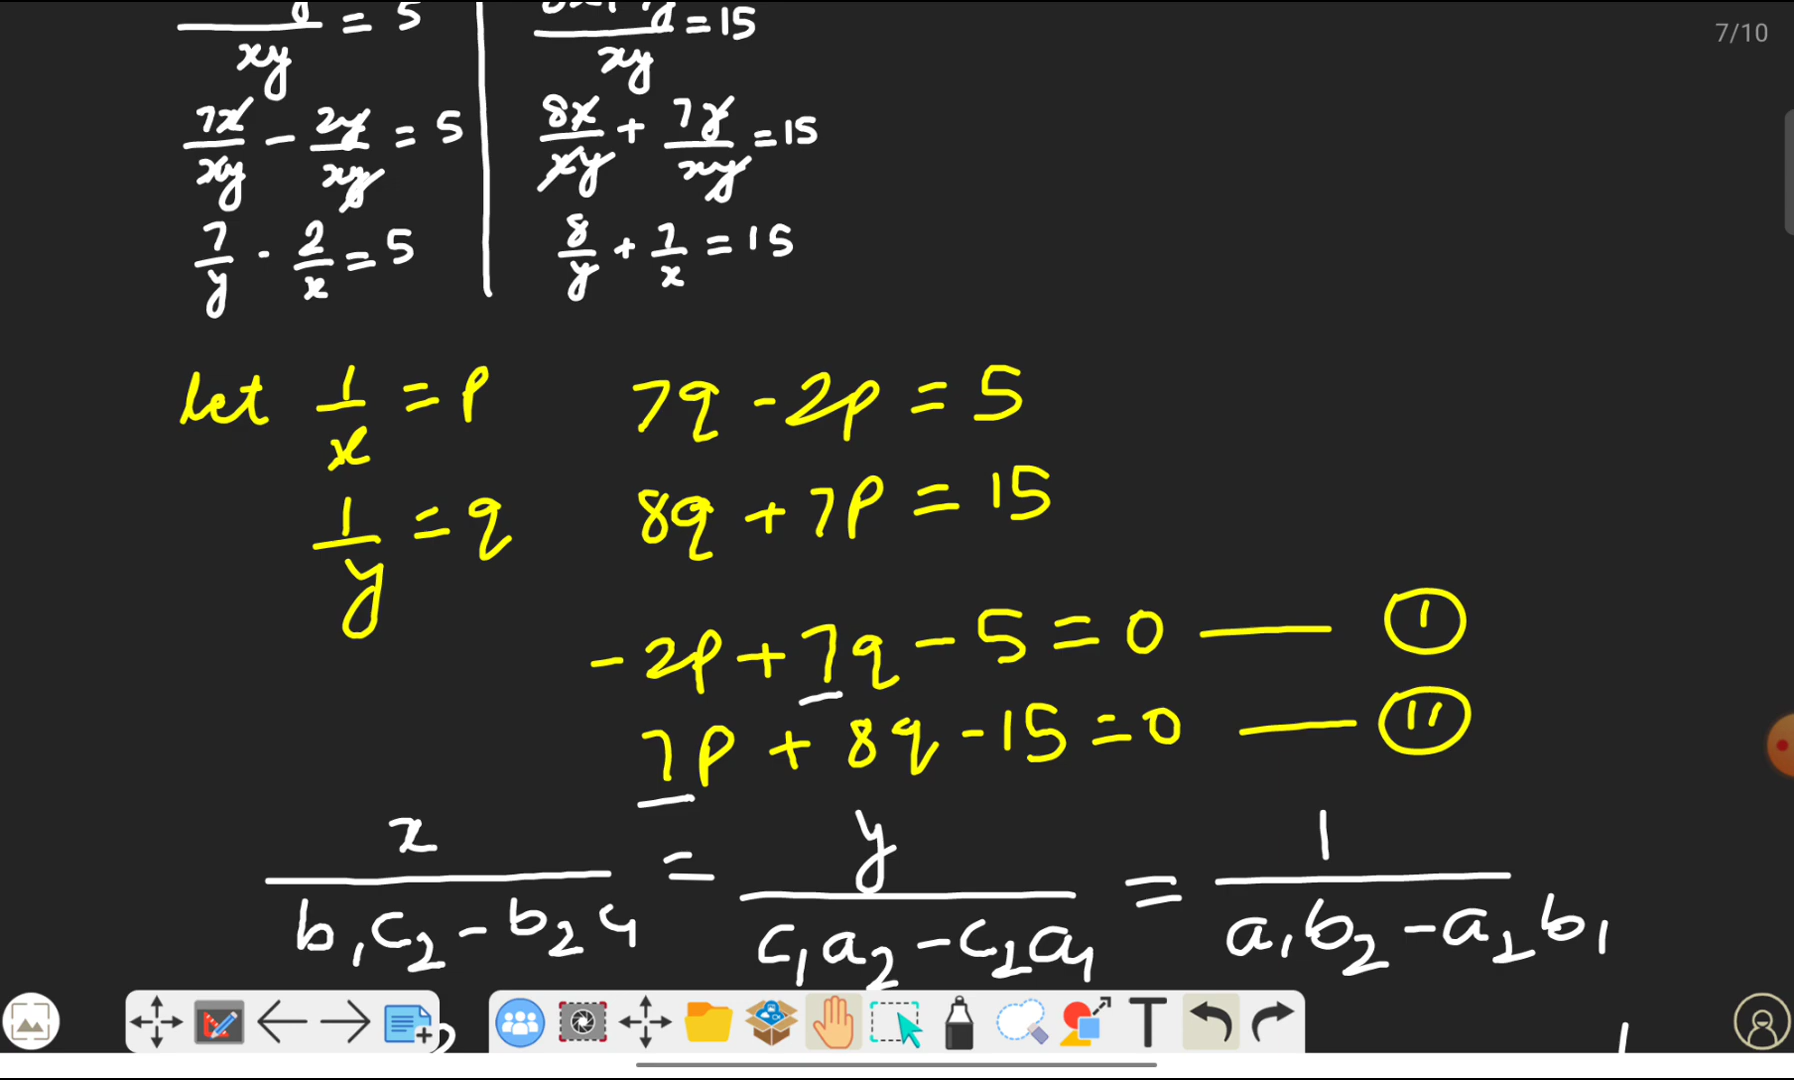 7/10
xy = 5
xy = 15
7x/xy - 2y/xy = 5
8x/xy + 7y/xy = 15
7/y - 2/x = 5
8/y + 7/x = 15
let 1/x = p
7q - 2p = 5
1/y = q
8q + 7p = 15
-2p + 7q - 5 = 0 — (I)
7p + 8q - 15 = 0 — (II)
x/(b₁c₂ - b₂c₁) = y/(c₁a₂ - c₂a₁) = 1/(a₁b₂ - a₂b₁)
T